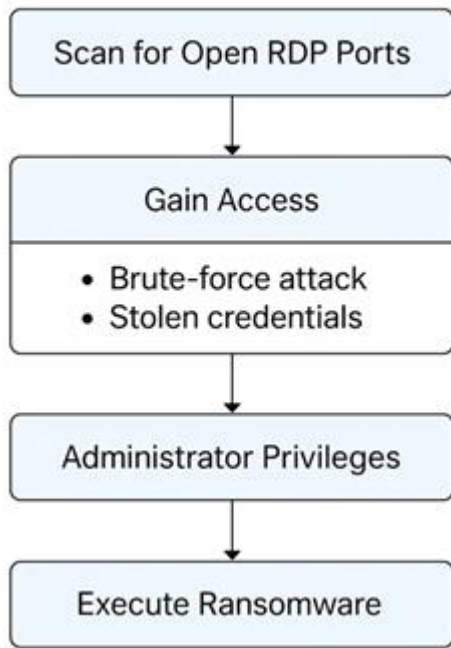 Scan for Open RDP Ports
Gain Access
• Brute-force attack
• Stolen credentials
Administrator Privileges
Execute Ransomware